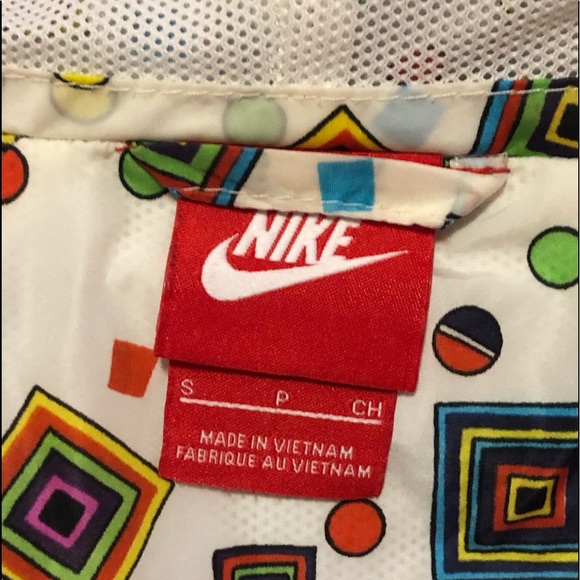 NIKE
S P CH
MADE IN VIETNAM
FABRIQUE AU VIETNAM